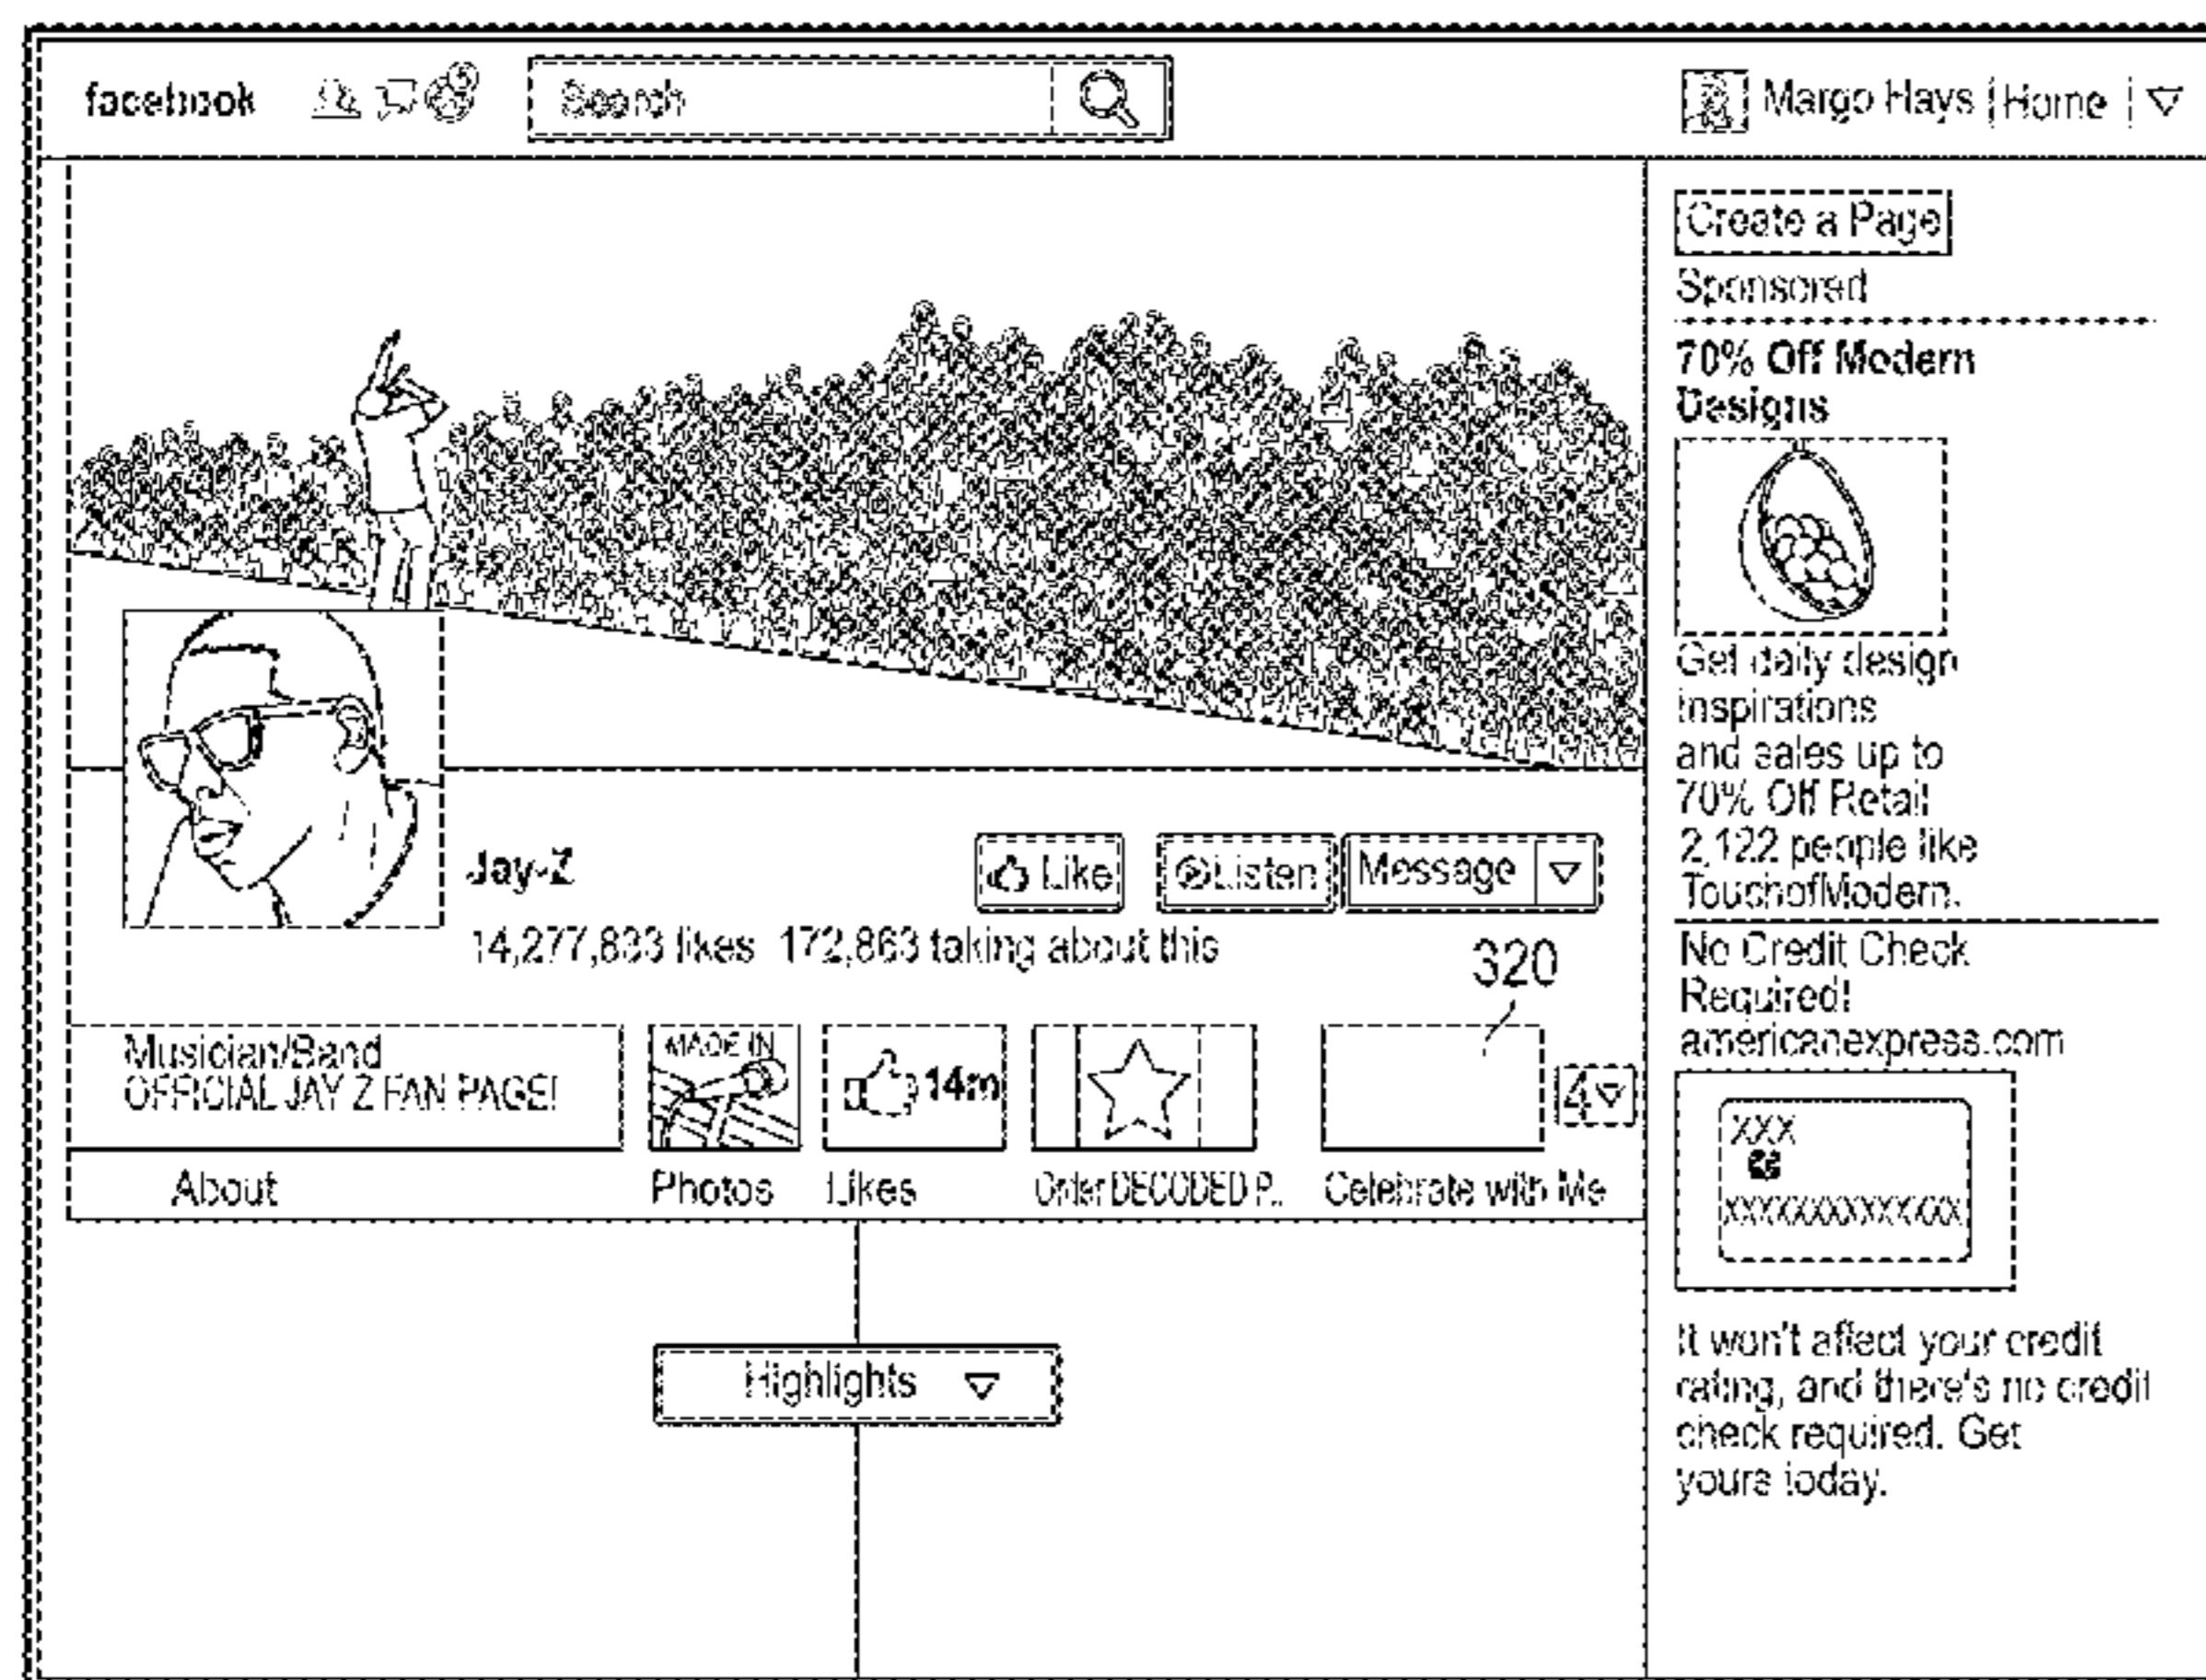 facebook
Search
Margo Hays | Home
Create a Page
Sponsored
70% Off Modern
Designs
Get daily design
inspirations
and sales up to
70% Off Retail
2,122 people like
TouchofModern.
No Credit Check
Required!
americanexpress.com
XXX
It won't affect your credit
rating, and there's no credit
check required. Get
yours today.
Jay-Z
Like
Listen
Message
14,277,833 likes 172,863 taking about this
320
Musician/Band
OFFICIAL JAY Z FAN PAGE!
MADE IN
14m
4
About
Photos
Likes
Order DECODED P..
Celebrate with Me
Highlights